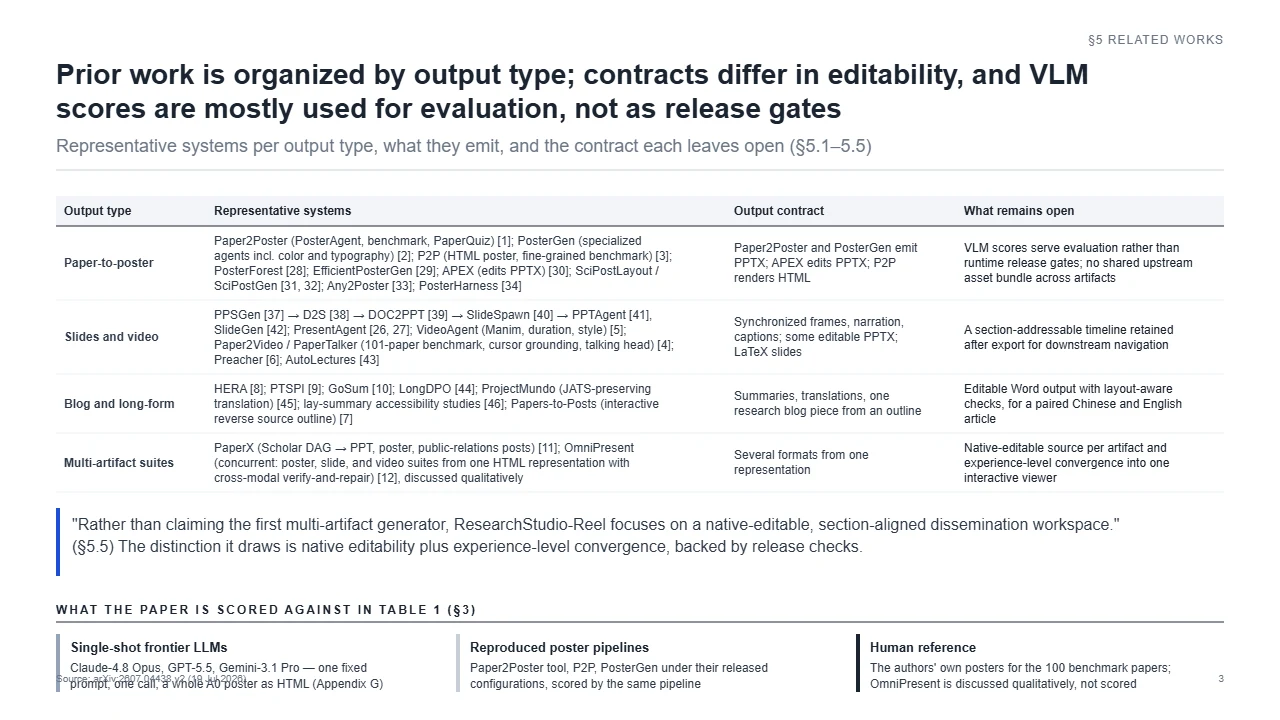 §5 RELATED WORKS
Prior work is organized by output type; contracts differ in editability, and VLM
scores are mostly used for evaluation, not as release gates
Representative systems per output type, what they emit, and the contract each leaves open (§5.1–5.5)
Output type
Representative systems
Output contract
What remains open
Paper-to-poster
Paper2Poster (PosterAgent, benchmark, PaperQuiz) [1]; PosterGen (specialized
agents incl. color and typography) [2]; P2P (HTML poster, fine-grained benchmark) [3];
PosterForest [28]; EfficientPosterGen [29]; APEX (edits PPTX) [30]; SciPostLayout /
SciPostGen [31, 32]; Any2Poster [33]; PosterHarness [34]
Paper2Poster and PosterGen emit
PPTX; APEX edits PPTX; P2P
renders HTML
VLM scores serve evaluation rather than
runtime release gates; no shared upstream
asset bundle across artifacts
Slides and video
PPSGen [37] → D2S [38] → DOC2PPT [39] → SlideSpawn [40] → PPTAgent [41],
SlideGen [42]; PresentAgent [26, 27]; VideoAgent (Manim, duration, style) [5];
Paper2Video / PaperTalker (101-paper benchmark, cursor grounding, talking head) [4];
Preacher [6]; AutoLectures [43]
Synchronized frames, narration,
captions; some editable PPTX;
LaTeX slides
A section-addressable timeline retained
after export for downstream navigation
Blog and long-form
HERA [8]; PTSPI [9]; GoSum [10]; LongDPO [44]; ProjectMundo (JATS-preserving
translation) [45]; lay-summary accessibility studies [46]; Papers-to-Posts (interactive
reverse source outline) [7]
Summaries, translations, one
research blog piece from an outline
Editable Word output with layout-aware
checks, for a paired Chinese and English
article
Multi-artifact suites
PaperX (Scholar DAG → PPT, poster, public-relations posts) [11]; OmniPresent
(concurrent: poster, slide, and video suites from one HTML representation with
cross-modal verify-and-repair) [12], discussed qualitatively
Several formats from one
representation
Native-editable source per artifact and
experience-level convergence into one
interactive viewer
"Rather than claiming the first multi-artifact generator, ResearchStudio-Reel focuses on a native-editable, section-aligned dissemination workspace."
(§5.5) The distinction it draws is native editability plus experience-level convergence, backed by release checks.
WHAT THE PAPER IS SCORED AGAINST IN TABLE 1 (§3)
Single-shot frontier LLMs
Claude-4.8 Opus, GPT-5.5, Gemini-3.1 Pro — one fixed
prompt, one call, a whole A0 poster as HTML (Appendix G)
Reproduced poster pipelines
Paper2Poster tool, P2P, PosterGen under their released
configurations, scored by the same pipeline
Human reference
The authors' own posters for the 100 benchmark papers;
OmniPresent is discussed qualitatively, not scored
Source: arXiv:2607.04438 v2 (19 Jul 2026)
3